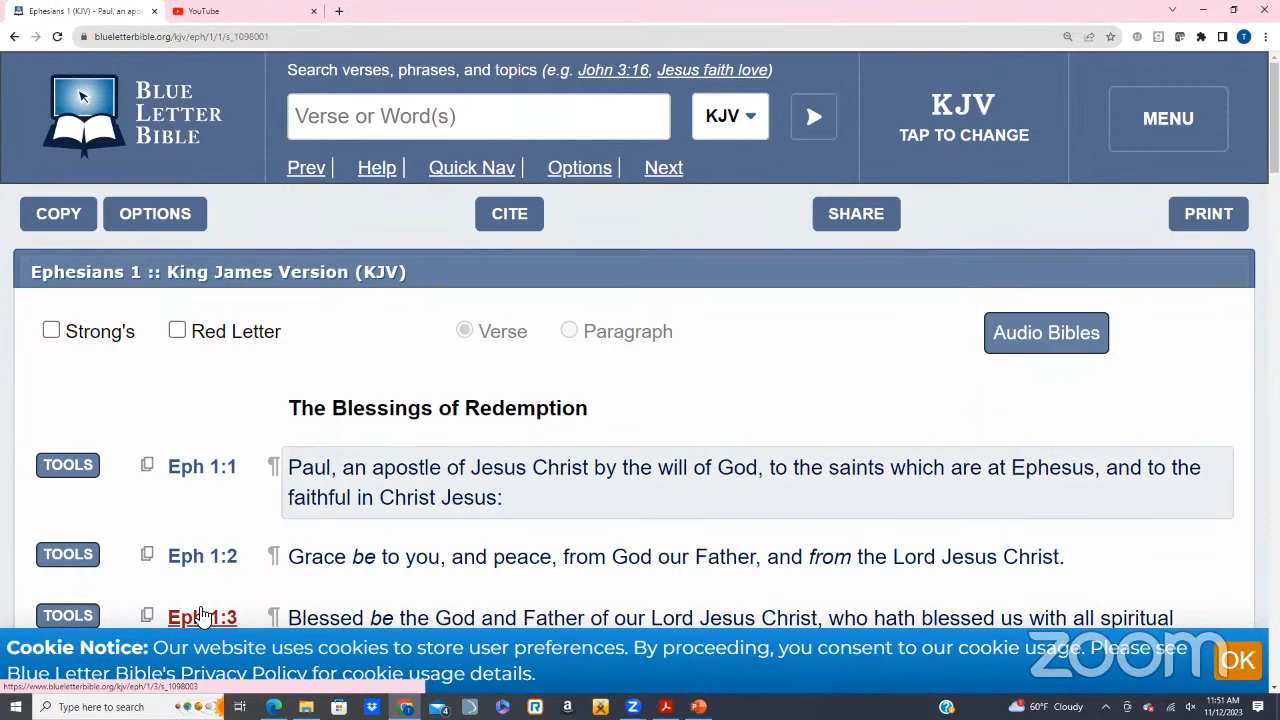 Ephesians 1 (KJV) - Paul, an apo
YouTube
blueletterbible.org/kjv/eph/1/1/s_1098001
BLUE
LETTER
BIBLE
Search verses, phrases, and topics (e.g. John 3:16, Jesus faith love)
Verse or Word(s)
KJV
KJV
TAP TO CHANGE
MENU
Prev | Help | Quick Nav | Options | Next
COPY
OPTIONS
CITE
SHARE
PRINT
Ephesians 1 :: King James Version (KJV)
Strong's
Red Letter
Verse
Paragraph
Audio Bibles
The Blessings of Redemption
TOOLS
Eph 1:1
¶ Paul, an apostle of Jesus Christ by the will of God, to the saints which are at Ephesus, and to the
faithful in Christ Jesus:
TOOLS
Eph 1:2
¶ Grace be to you, and peace, from God our Father, and from the Lord Jesus Christ.
TOOLS
Eph 1:3
¶ Blessed be the God and Father of our Lord Jesus Christ, who hath blessed us with all spiritual
Cookie Notice: Our website uses cookies to store user preferences. By proceeding, you consent to our cookie usage. Please see
Blue Letter Bible's Privacy Policy for cookie usage details.
OK
zoom
https://www.blueletterbible.org/kjv/eph/1/3/s_1098003
Type here to search
60°F Cloudy
11:51 AM
11/12/2023